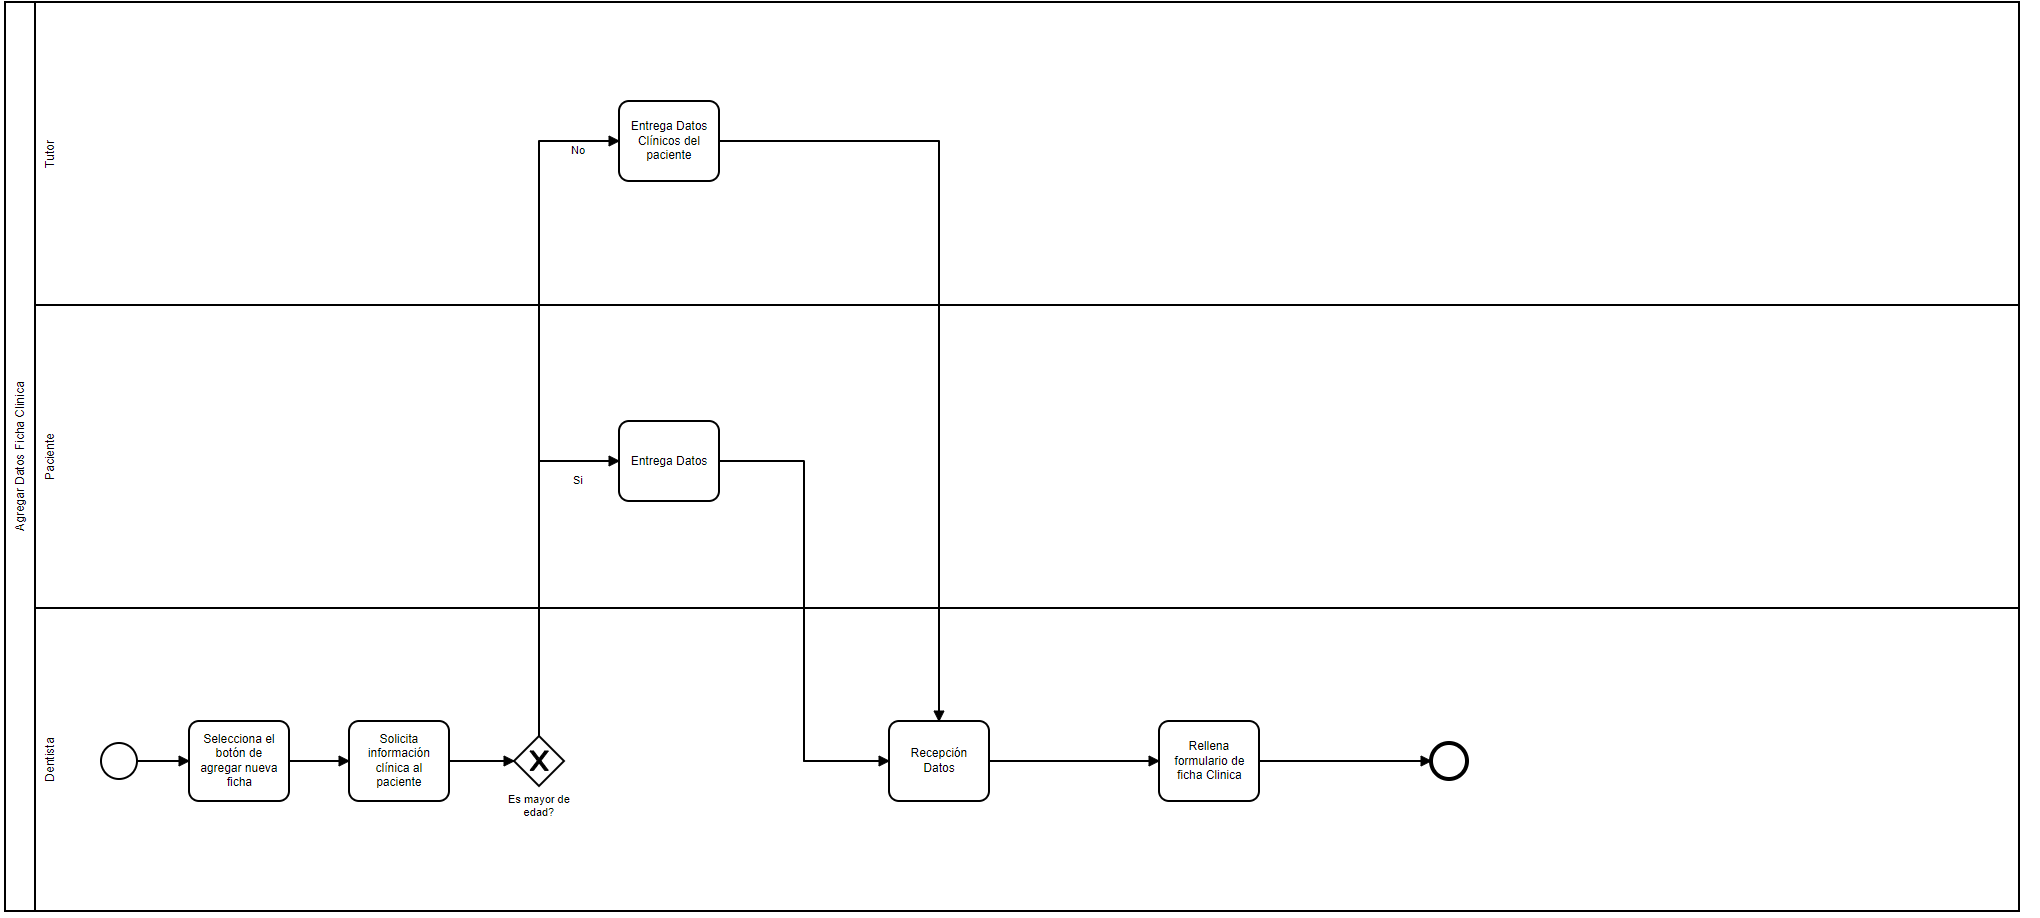 Agregar Datos Ficha Clínica
Tutor
Entrega Datos
Clínicos del
paciente
No
Paciente
Entrega Datos
Si
Dentista
Selecciona el
botón de
agregar nueva
ficha
Solicita
información
clínica al
paciente
X
Es mayor de
edad?
Recepción
Datos
Rellena
formulario de
ficha Clinica